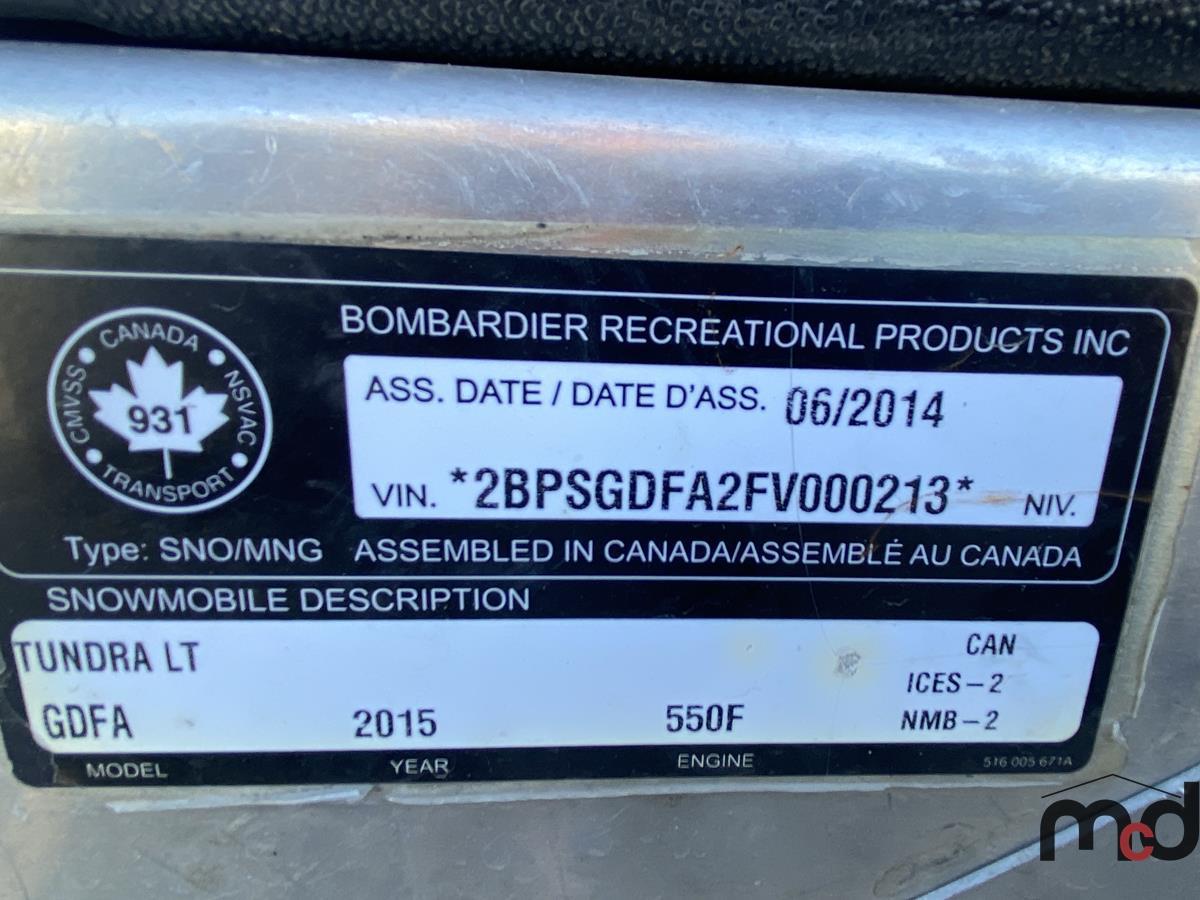 CANADA
CMVSS
NSVAC
931
TRANSPORT
BOMBARDIER RECREATIONAL PRODUCTS INC
ASS. DATE / DATE D'ASS. 06/2014
VIN. *2BPSGDFA2FV000213* NIV.
Type: SNO/MNG ASSEMBLED IN CANADA/ASSEMBLÉ AU CANADA
SNOWMOBILE DESCRIPTION
TUNDRA LT CAN
ICES-2
GDFA 2015 550F NMB-2
MODEL YEAR ENGINE 516 005 671A
mcd